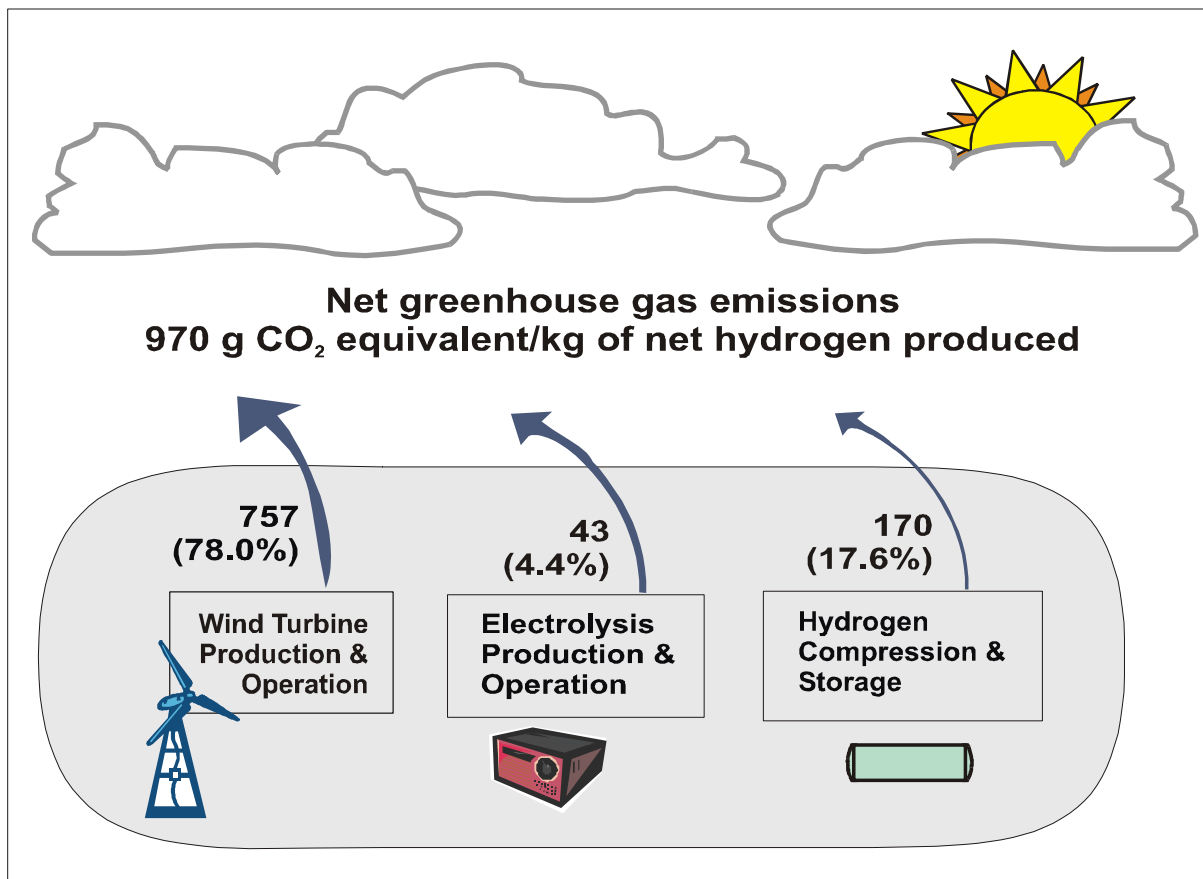 Net greenhouse gas emissions
970 g CO₂ equivalent/kg of net hydrogen produced
757
(78.0%)
43
(4.4%)
170
(17.6%)
Wind Turbine
Production &
Operation
Electrolysis
Production &
Operation
Hydrogen
Compression &
Storage